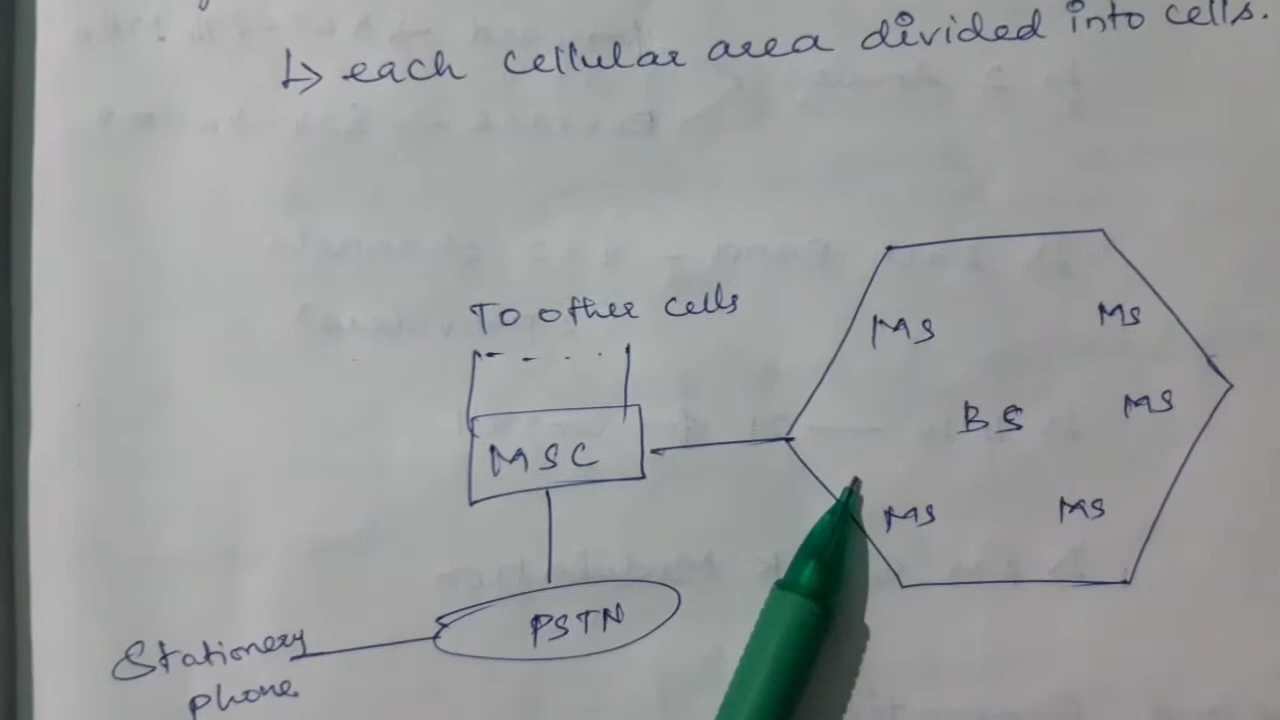 ↳ each cellular area divided into cells.
To other cells
MS
MS
MSC
BS
MS
MS
MS
PSTN
Stationery
phone